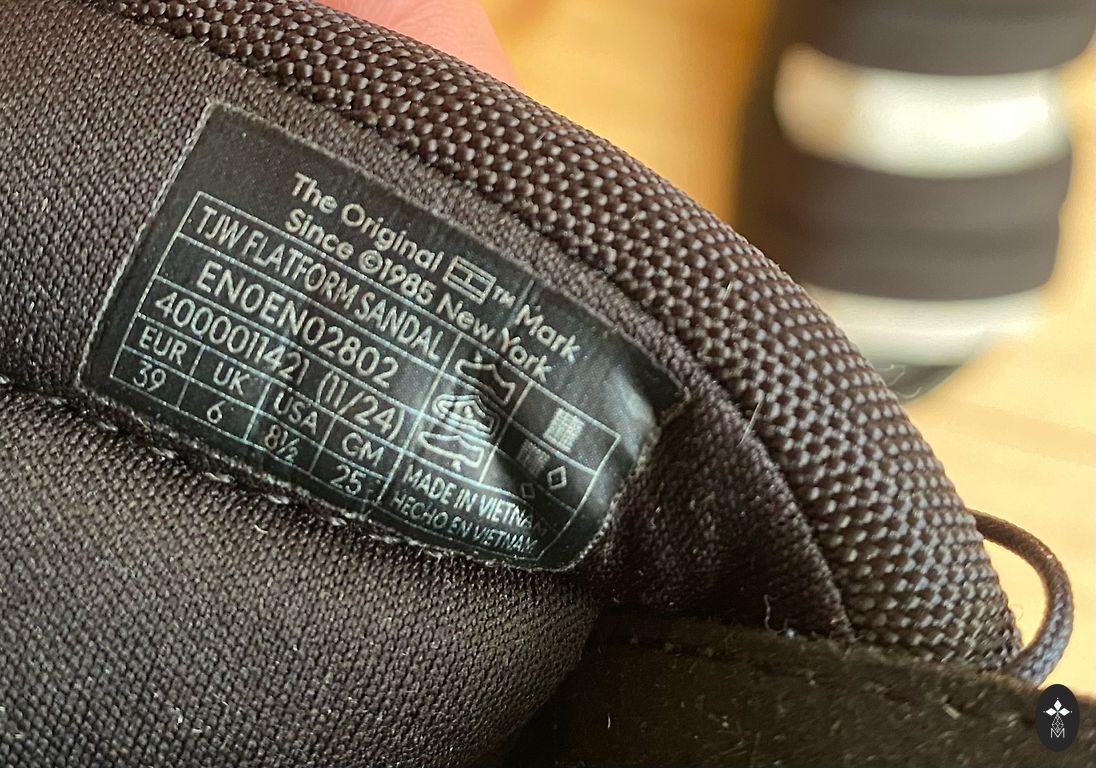 The Original ™ Mark
Since ©1985 New York
TJW FLATFORM SANDAL
EN0EN02802
4000011421 (11/24)
EUR UK USA CM
39 6 8½ 25
MADE IN VIETNAM
HECHO EN VIETNAM
M